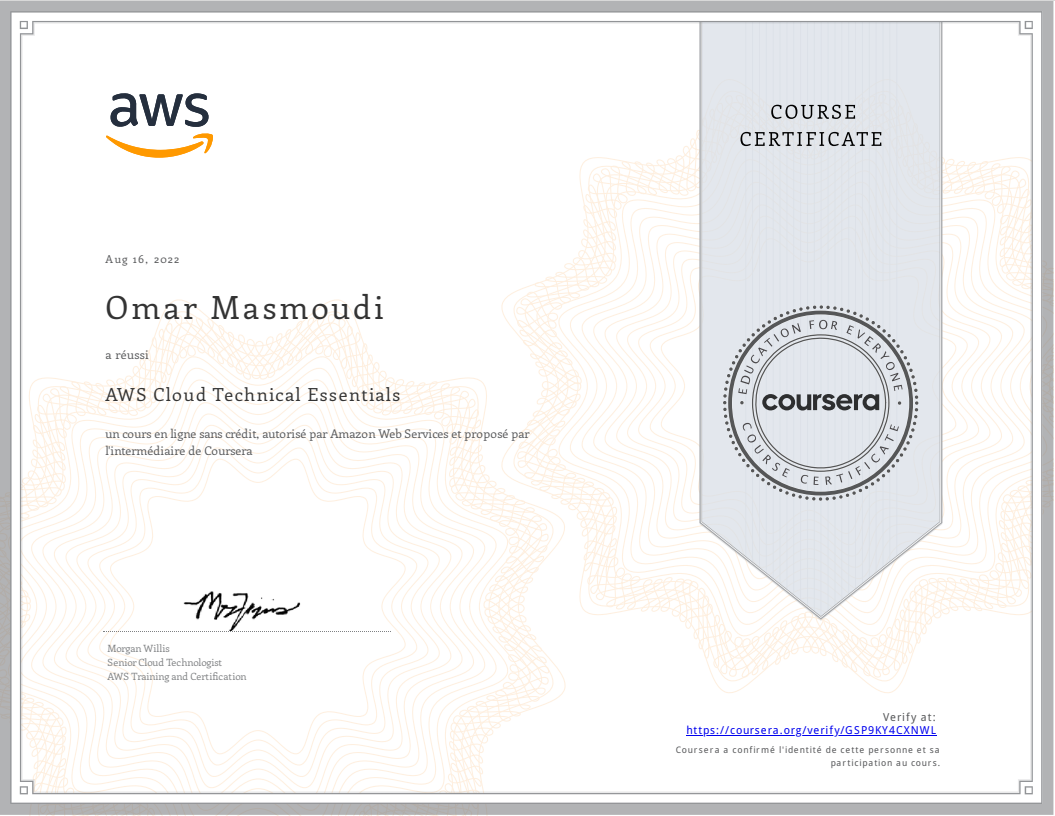 aws
COURSE
CERTIFICATE
Aug 16, 2022
Omar Masmoudi
a réussi
AWS Cloud Technical Essentials
un cours en ligne sans crédit, autorisé par Amazon Web Services et proposé par
l'intermédiaire de Coursera
EDUCATION FOR EVERYONE
coursera
COURSE CERTIFICATE
Morgan Willis
Senior Cloud Technologist
AWS Training and Certification
Verify at:
https://coursera.org/verify/GSP9KY4CXNWL
Coursera a confirmé l'identité de cette personne et sa
participation au cours.